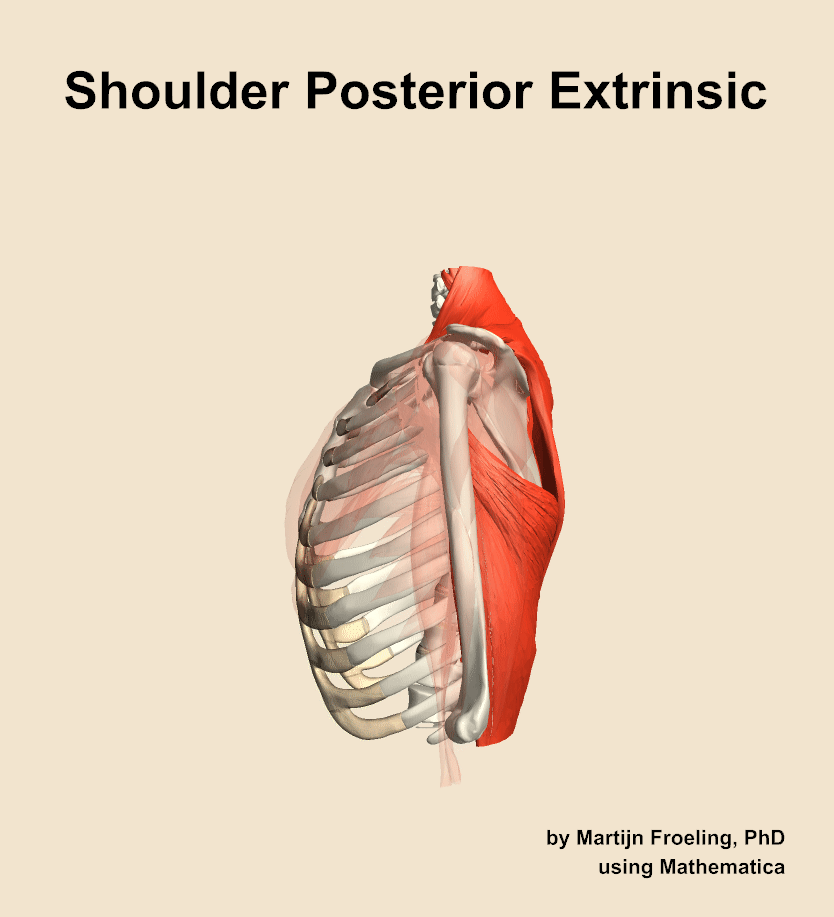 Shoulder Posterior Extrinsic
by Martijn Froeling, PhD
using Mathematica